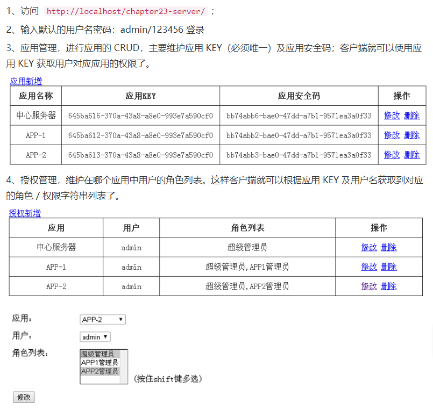 1、访问 http://localhost/chapter23-server/ ;
2、输入默认的用户名密码：admin/123456 登录
3、应用管理，进行应用的 CRUD，主要维护应用 KEY（必须唯一）及应用安全码；客户端就可以使用应
用 KEY 获取用户对应应用的权限了。
应用新增
应用名称 应用KEY 应用安全码 操作
中心服务器 645ba616-370a-43a8-a8e0-993e7a590cf0 bb74abb6-bae0-47dd-a7b1-9571ea3a0f33 修改 删除
APP-1 645ba612-370a-43a8-a8e0-993e7a590cf0 bb74abb2-bae0-47dd-a7b1-9571ea3a0f33 修改 删除
APP-2 645ba613-370a-43a8-a8e0-993e7a590cf0 bb74abb3-bae0-47dd-a7b1-9571ea3a0f33 修改 删除
4、授权管理，维护在哪个应用中用户的角色列表。这样客户端就可以根据应用 KEY 及用户名获取到对应
的角色 / 权限字符串列表了。
授权新增
应用 用户 角色列表 操作
中心服务器 admin 超级管理员 修改 删除
APP-1 admin 超级管理员,APP1管理员 修改 删除
APP-2 admin 超级管理员,APP2管理员 修改 删除
应用： APP-2
用户： admin
角色列表： 超级管理员
APP1管理员
APP2管理员
(按住shift键多选)
修改